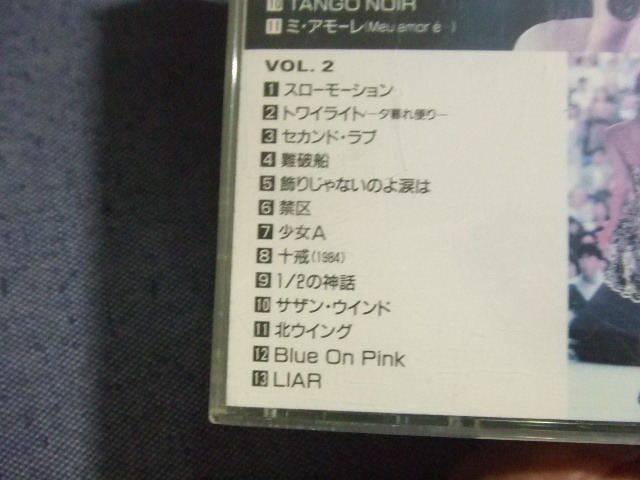 10 TANGO NOIR
11 ミ・アモーレ(Meu amor é…)
VOL. 2
1 スローモーション
2 トワイライト─夕暮れ便り─
3 セカンド・ラブ
4 難破船
5 飾りじゃないのよ涙は
6 禁区
7 少女A
8 十戒(1984)
9 1/2の神話
10 サザン・ウインド
11 北ウイング
12 Blue On Pink
13 LIAR